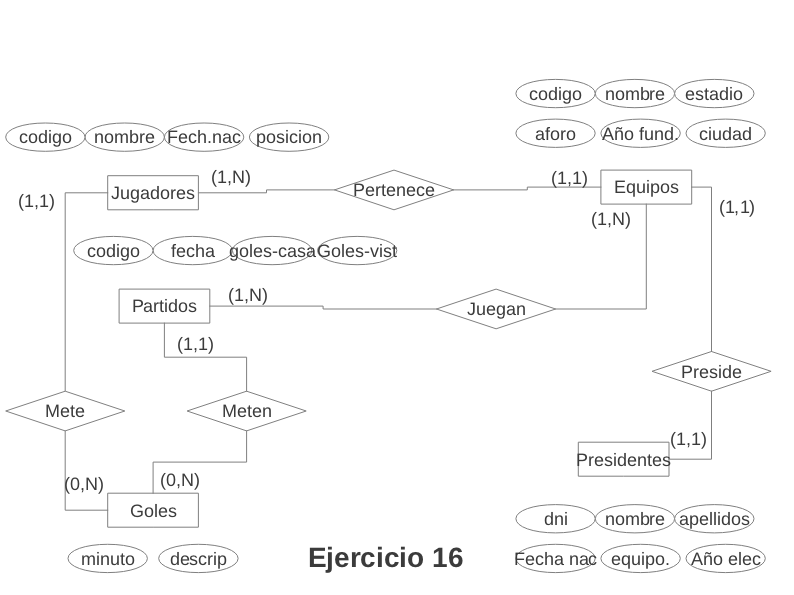 codigo nombre estadio
codigo nombre Fech.nac posicion
aforo Año fund. ciudad
(1,N) (1,1)
Jugadores Pertenece Equipos
(1,1) (1,N) (1,1)
codigo fecha goles-casa Goles-vist
(1,N)
Partidos Juegan
(1,1)
Preside
Mete Meten
(1,1)
Presidentes
(0,N) (0,N)
Goles
dni nombre apellidos
minuto descrip Ejercicio 16 Fecha nac equipo. Año elec